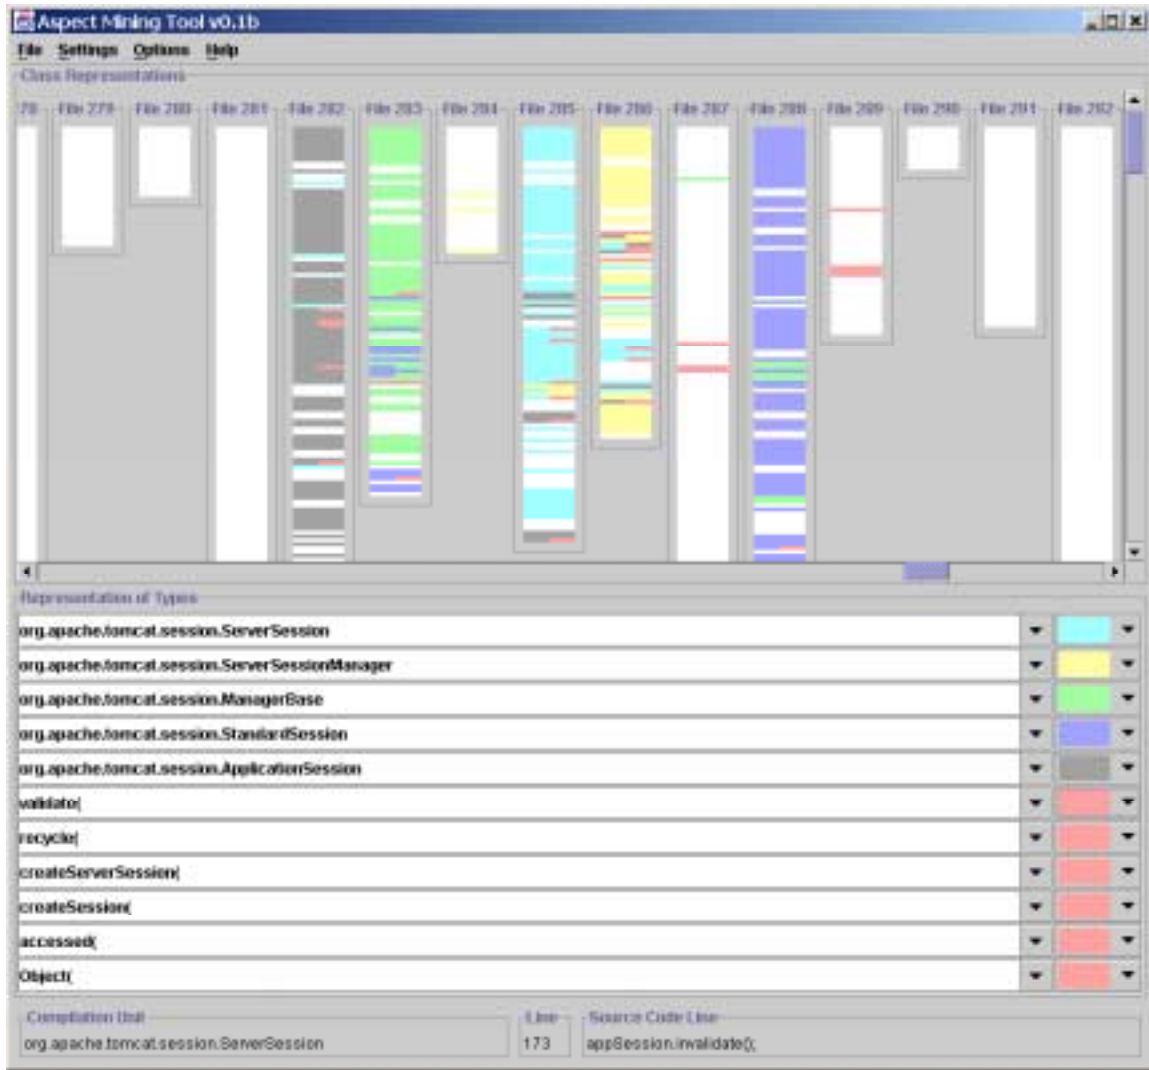 Aspect Mining Tool v0.1b
File Settings Options Help
Class Representations
78 File 279 File 280 File 281 File 282 File 283 File 284 File 285 File 286 File 287 File 288 File 289 File 290 File 291 File 292
Representation of Types
org.apache.tomcat.session.ServerSession
org.apache.tomcat.session.ServerSessionManager
org.apache.tomcat.session.ManagerBase
org.apache.tomcat.session.StandardSession
org.apache.tomcat.session.ApplicationSession
validate(
recycle(
createServerSession(
createSession(
accessed(
Object(
Compilation Unit Line Source Code Line
org.apache.tomcat.session.ServerSession 173 appSession.invalidate();